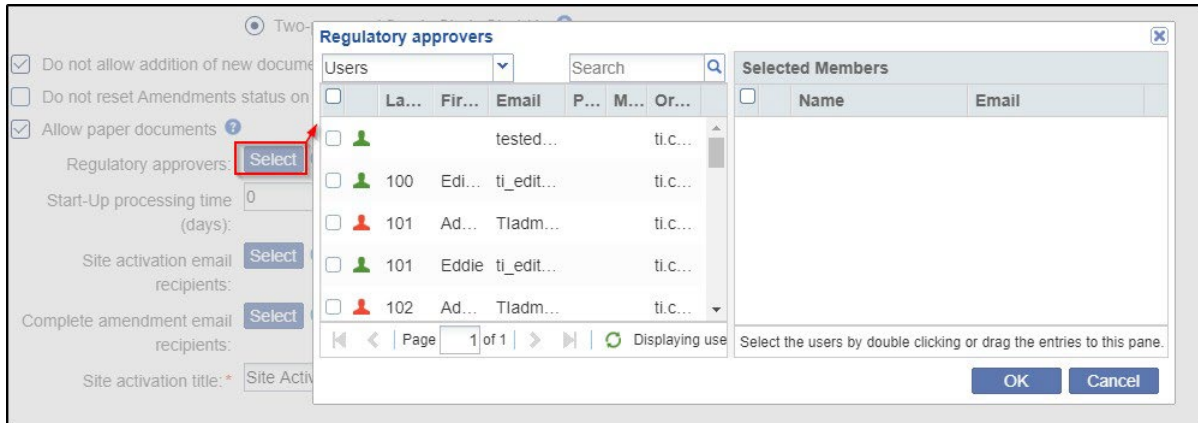 Two-
Do not allow addition of new docume
Do not reset Amendments status on
Allow paper documents
Regulatory approvers: Select
Start-Up processing time (days): 0
Site activation email recipients: Select
Complete amendment email recipients: Select
Site activation title: * Site Activ
Regulatory approvers
Users Search
La... Fir... Email P... M... Or...
tested... ti.c...
100 Edi... ti_edit... ti.c...
101 Ad... TIadm... ti.c...
101 Eddie ti_edit... ti.c...
102 Ad... TIadm... ti.c...
Page 1 of 1 Displaying use
Selected Members
Name Email
Select the users by double clicking or drag the entries to this pane.
OK Cancel